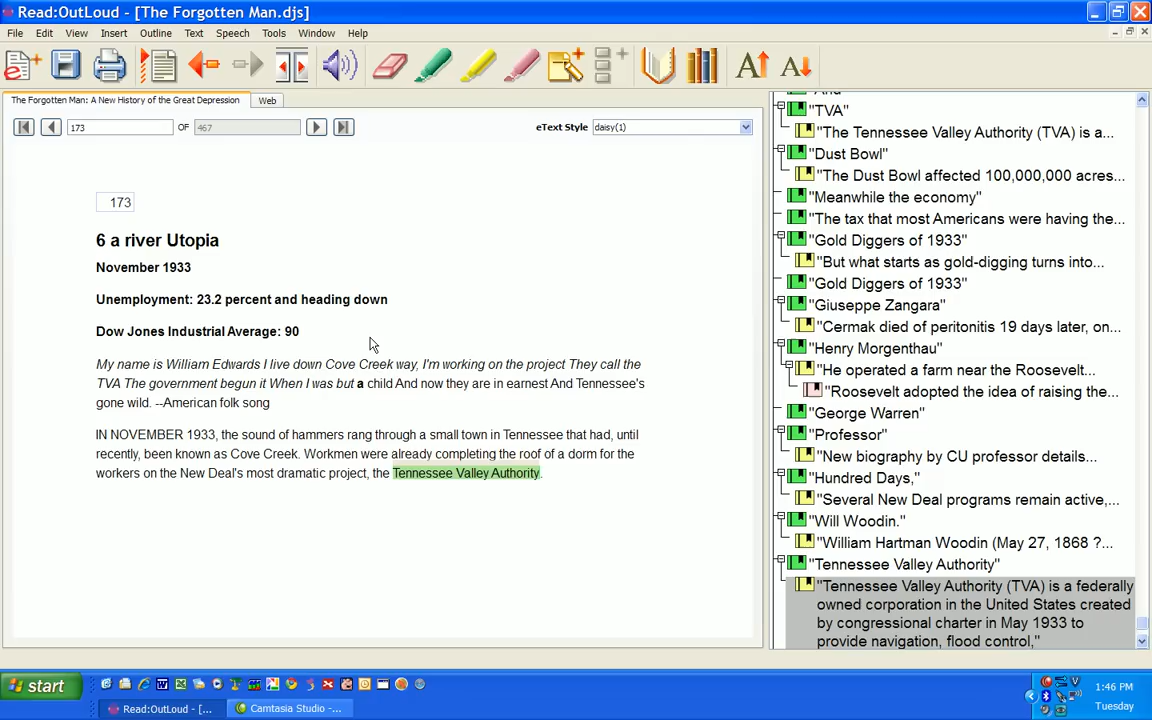 Read:OutLoud - [The Forgotten Man.djs]
File Edit View Insert Outline Text Speech Tools Window Help
The Forgotten Man: A New History of the Great Depression Web
173 OF 467 eText Style daisy(1)
173
6 a river Utopia
November 1933
Unemployment: 23.2 percent and heading down
Dow Jones Industrial Average: 90
My name is William Edwards I live down Cove Creek way, I'm working on the project They call the
TVA The government begun it When I was but a child And now they are in earnest And Tennessee's
gone wild. --American folk song
IN NOVEMBER 1933, the sound of hammers rang through a small town in Tennessee that had, until
recently, been known as Cove Creek. Workmen were already completing the roof of a dorm for the
workers on the New Deal's most dramatic project, the Tennessee Valley Authority.
"TVA"
"The Tennessee Valley Authority (TVA) is a...
"Dust Bowl"
"The Dust Bowl affected 100,000,000 acres...
"Meanwhile the economy"
"The tax that most Americans were having the...
"Gold Diggers of 1933"
"But what starts as gold-digging turns into...
"Gold Diggers of 1933"
"Giuseppe Zangara"
"Cermak died of peritonitis 19 days later, on...
"Henry Morgenthau"
"He operated a farm near the Roosevelt...
"Roosevelt adopted the idea of raising the...
"George Warren"
"Professor"
"New biography by CU professor details...
"Hundred Days,"
"Several New Deal programs remain active,...
"Will Woodin."
"William Hartman Woodin (May 27, 1868 ?...
"Tennessee Valley Authority"
"Tennessee Valley Authority (TVA) is a federally
owned corporation in the United States created
by congressional charter in May 1933 to
provide navigation, flood control,"
start
Read:OutLoud - [... Camtasia Studio -...
1:46 PM
Tuesday